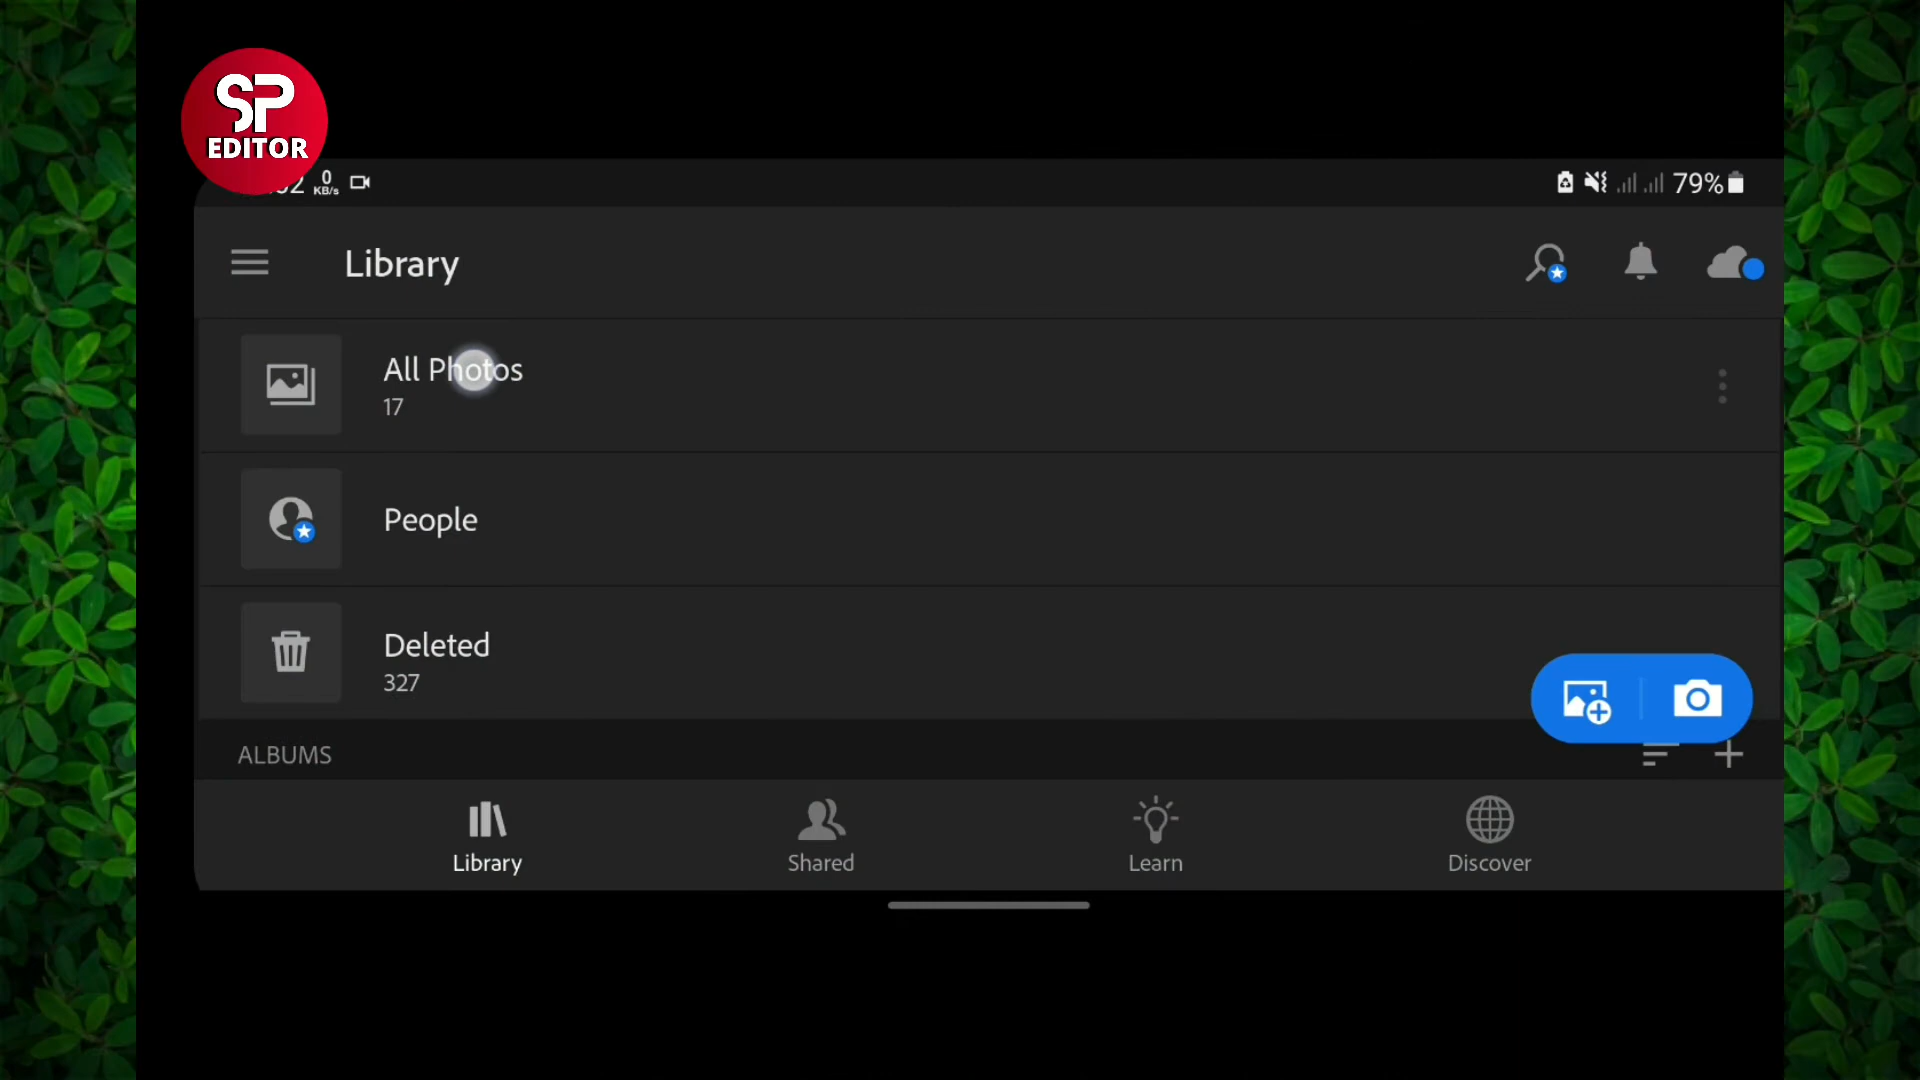 SP
EDITOR
0
KB/s
79%
Library
All Photos
17
People
Deleted
327
ALBUMS
Library
Shared
Learn
Discover